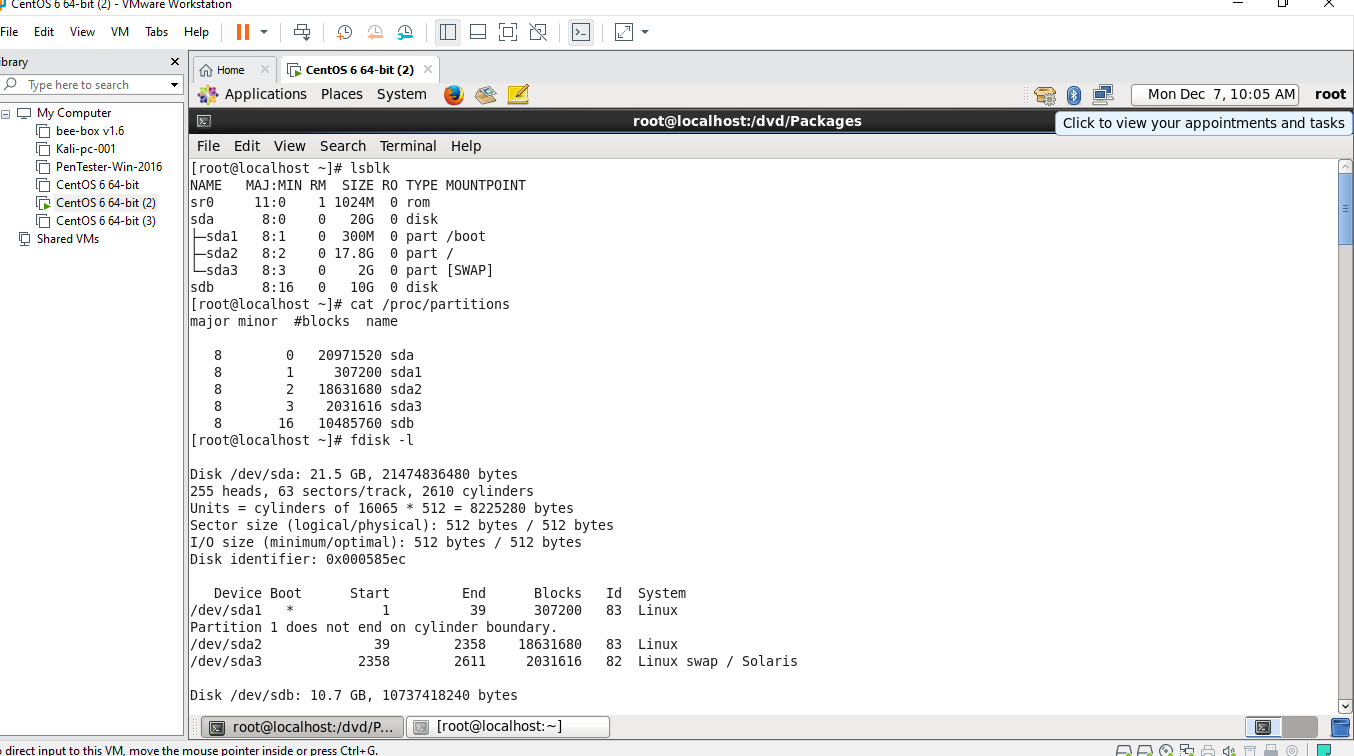 CentOS 6 64-bit (2) - VMware Workstation
File Edit View VM Tabs Help
ibrary
Type here to search
My Computer
bee-box v1.6
Kali-pc-001
PenTester-Win-2016
CentOS 6 64-bit
CentOS 6 64-bit (2)
CentOS 6 64-bit (3)
Shared VMs
Home
CentOS 6 64-bit (2)
Applications Places System
Mon Dec 7, 10:05 AM root
root@localhost:/dvd/Packages
Click to view your appointments and tasks
File Edit View Search Terminal Help
[root@localhost ~]# lsblk
NAME   MAJ:MIN RM  SIZE RO TYPE MOUNTPOINT
sr0     11:0    1 1024M  0 rom
sda      8:0    0   20G  0 disk
├─sda1   8:1    0  300M  0 part /boot
├─sda2   8:2    0 17.8G  0 part /
└─sda3   8:3    0    2G  0 part [SWAP]
sdb      8:16   0   10G  0 disk
[root@localhost ~]# cat /proc/partitions
major minor  #blocks  name
8        0   20971520 sda
8        1     307200 sda1
8        2   18631680 sda2
8        3    2031616 sda3
8       16   10485760 sdb
[root@localhost ~]# fdisk -l
Disk /dev/sda: 21.5 GB, 21474836480 bytes
255 heads, 63 sectors/track, 2610 cylinders
Units = cylinders of 16065 * 512 = 8225280 bytes
Sector size (logical/physical): 512 bytes / 512 bytes
I/O size (minimum/optimal): 512 bytes / 512 bytes
Disk identifier: 0x000585ec
Device Boot      Start         End      Blocks   Id  System
/dev/sda1   *           1          39      307200   83  Linux
Partition 1 does not end on cylinder boundary.
/dev/sda2              39        2358    18631680   83  Linux
/dev/sda3            2358        2611     2031616   82  Linux swap / Solaris
Disk /dev/sdb: 10.7 GB, 10737418240 bytes
root@localhost:/dvd/P...
[root@localhost:~]
o direct input to this VM, move the mouse pointer inside or press Ctrl+G.